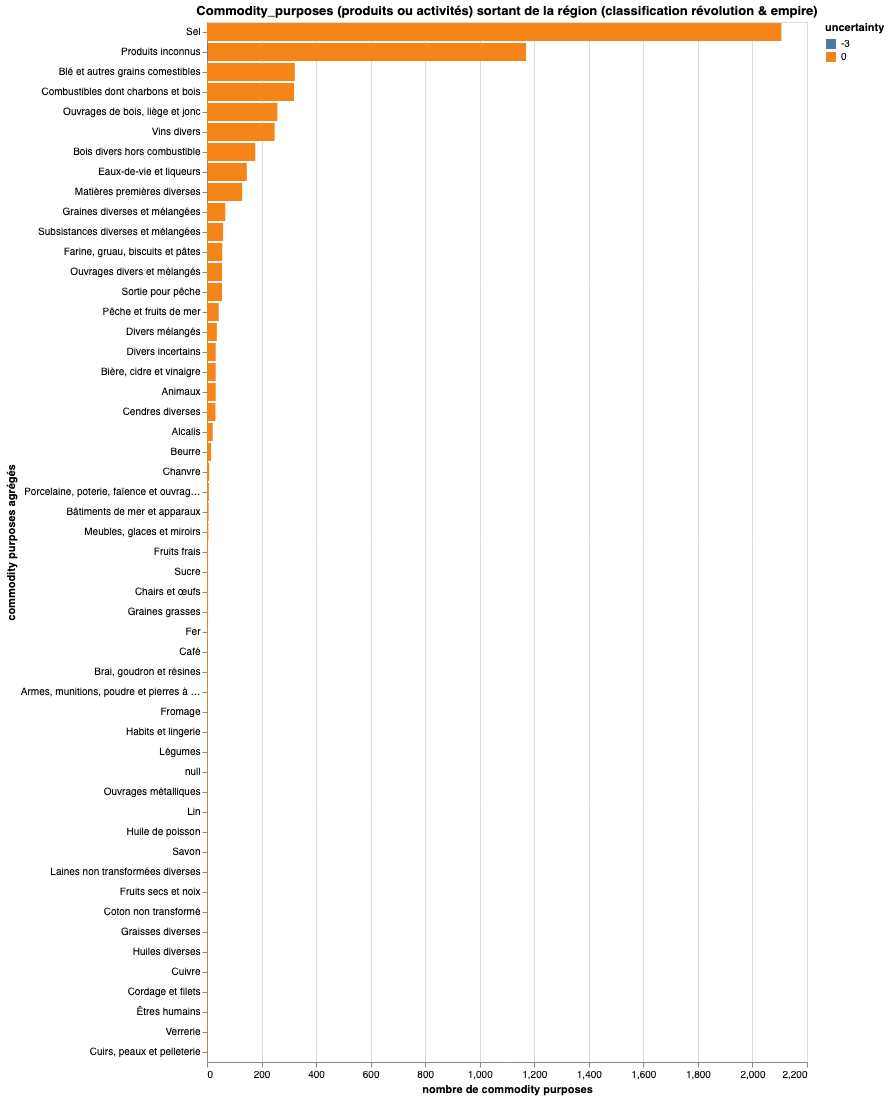 Commodity_purposes (produits ou activités) sortant de la région (classification révolution & empire)
uncertainty
-3
0
commodity purposes agrégés
Sel
Produits inconnus
Blé et autres grains comestibles
Combustibles dont charbons et bois
Ouvrages de bois, liège et jonc
Vins divers
Bois divers hors combustible
Eaux-de-vie et liqueurs
Matières premières diverses
Graines diverses et mélangées
Subsistances diverses et mélangées
Farine, gruau, biscuits et pâtes
Ouvrages divers et mélangés
Sortie pour pêche
Pêche et fruits de mer
Divers mélangés
Divers incertains
Bière, cidre et vinaigre
Animaux
Cendres diverses
Alcalis
Beurre
Chanvre
Porcelaine, poterie, faïence et ouvrag…
Bâtiments de mer et apparaux
Meubles, glaces et miroirs
Fruits frais
Sucre
Chairs et œufs
Graines grasses
Fer
Café
Brai, goudron et résines
Armes, munitions, poudre et pierres à …
Fromage
Habits et lingerie
Légumes
null
Ouvrages métalliques
Lin
Huile de poisson
Savon
Laines non transformées diverses
Fruits secs et noix
Coton non transformé
Graisses diverses
Huiles diverses
Cuivre
Cordage et filets
Êtres humains
Verrerie
Cuirs, peaux et pelleterie
0 200 400 600 800 1,000 1,200 1,400 1,600 1,800 2,000 2,200
nombre de commodity purposes